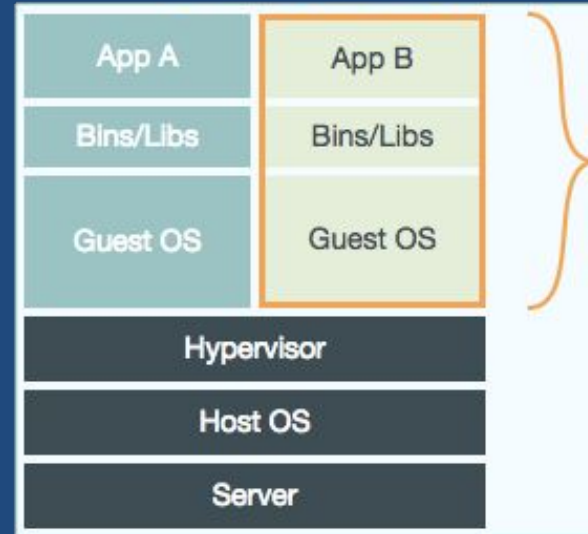 App A
App B
Bins/Libs
Bins/Libs
Guest OS
Guest OS
Hypervisor
Host OS
Server